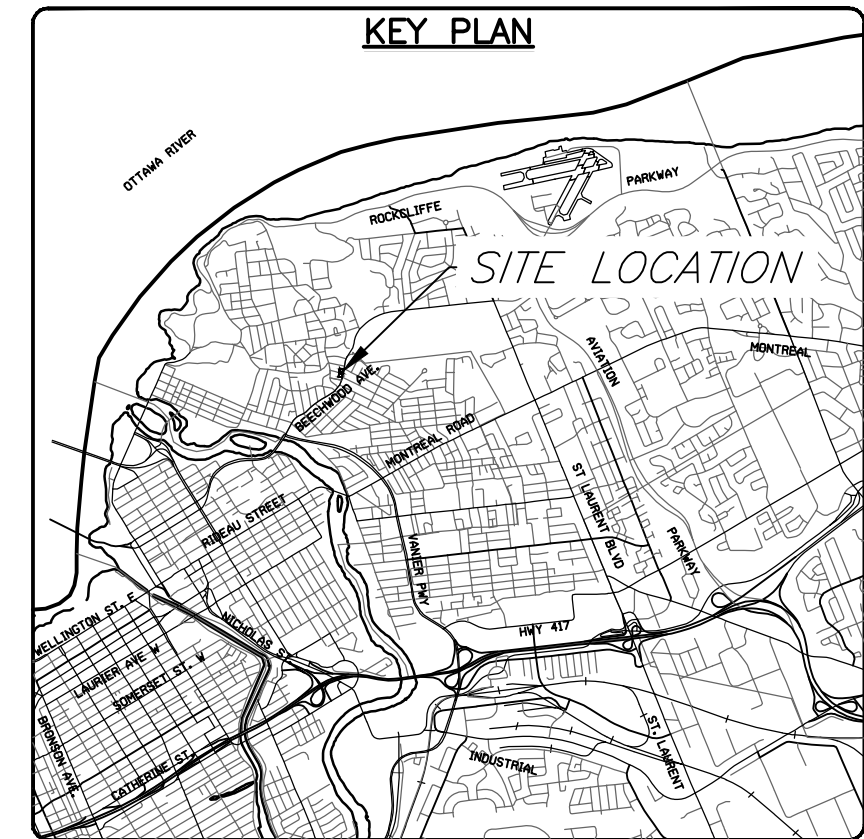 KEY PLAN
OTTAWA RIVER
PARKWAY
ROCKCLIFFE
SITE LOCATION
AVIATION
MONTREAL
BEECHWOOD AVE.
MONTREAL ROAD
ST LAURENT BLVD
RIDEAU STREET
PARKWAY
VANIER PWY
WELLINGTON ST.
NICHOLAS
HWY 417
LAURIER AVE W
SOMERSET ST. W
BRONSON AVE.
CATHERINE ST.
ST. LAURENT
INDUSTRIAL